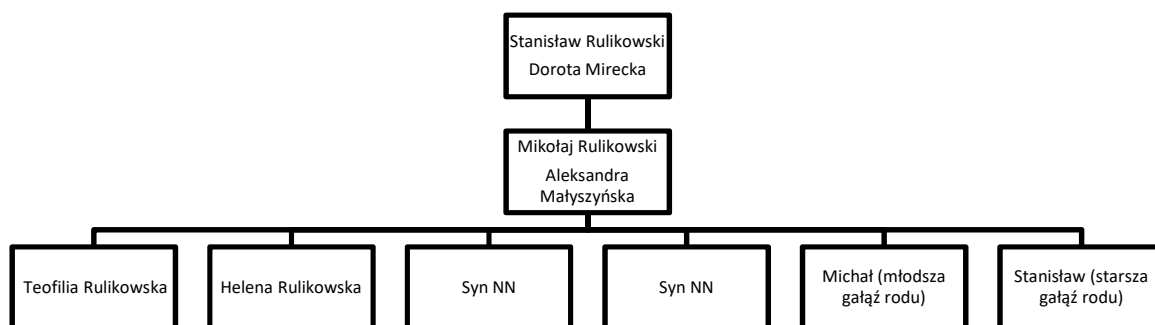 Stanisław Rulikowski
Dorota Mirecka
Mikołaj Rulikowski
Aleksandra
Małyszyńska
Teofilia Rulikowska
Helena Rulikowska
Syn NN
Syn NN
Michał (młodsza
gałąź rodu)
Stanisław (starsza
gałąź rodu)